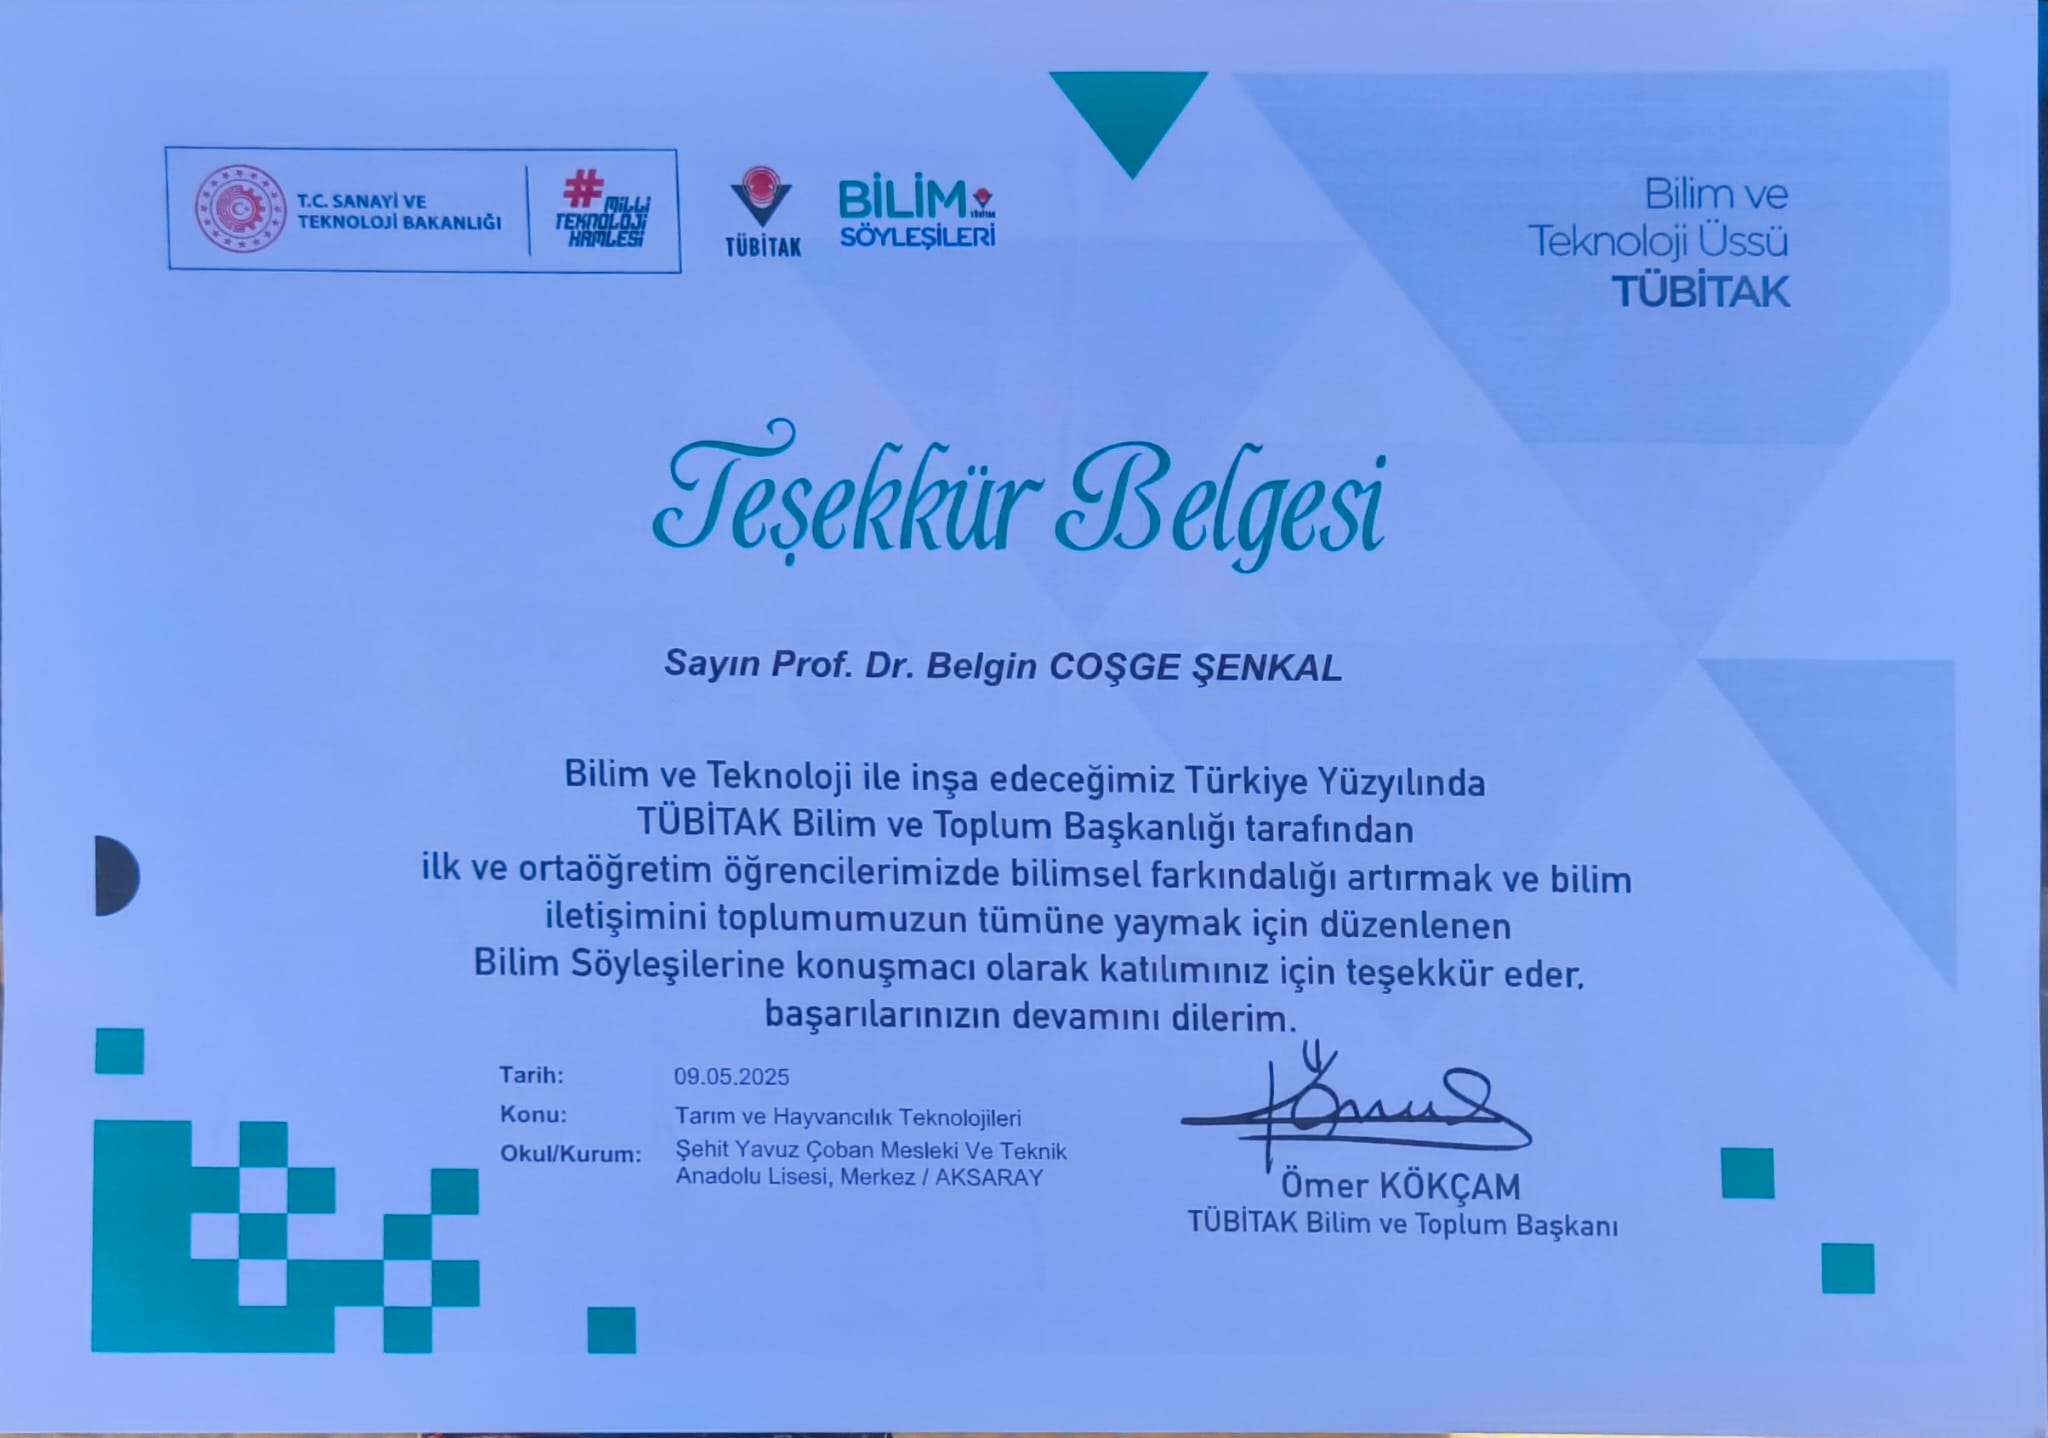 T.C. SANAYİ VE
TEKNOLOJİ BAKANLIĞI
#MİLLİ
TEKNOLOJİ
HAMLESİ
TÜBİTAK
BİLİM
TÜBİTAK
SÖYLEŞİLERİ
Bilim ve
Teknoloji Üssü
TÜBİTAK
Teşekkür Belgesi
Sayın Prof. Dr. Belgin COŞGE ŞENKAL
Bilim ve Teknoloji ile inşa edeceğimiz Türkiye Yüzyılında
TÜBİTAK Bilim ve Toplum Başkanlığı tarafından
ilk ve ortaöğretim öğrencilerimizde bilimsel farkındalığı artırmak ve bilim
iletişimini toplumumuzun tümüne yaymak için düzenlenen
Bilim Söyleşilerine konuşmacı olarak katılımınız için teşekkür eder,
başarılarınızın devamını dilerim.
Tarih: 09.05.2025
Konu: Tarım ve Hayvancılık Teknolojileri
Okul/Kurum: Şehit Yavuz Çoban Mesleki Ve Teknik
Anadolu Lisesi, Merkez / AKSARAY
Ömer KÖKÇAM
TÜBİTAK Bilim ve Toplum Başkanı